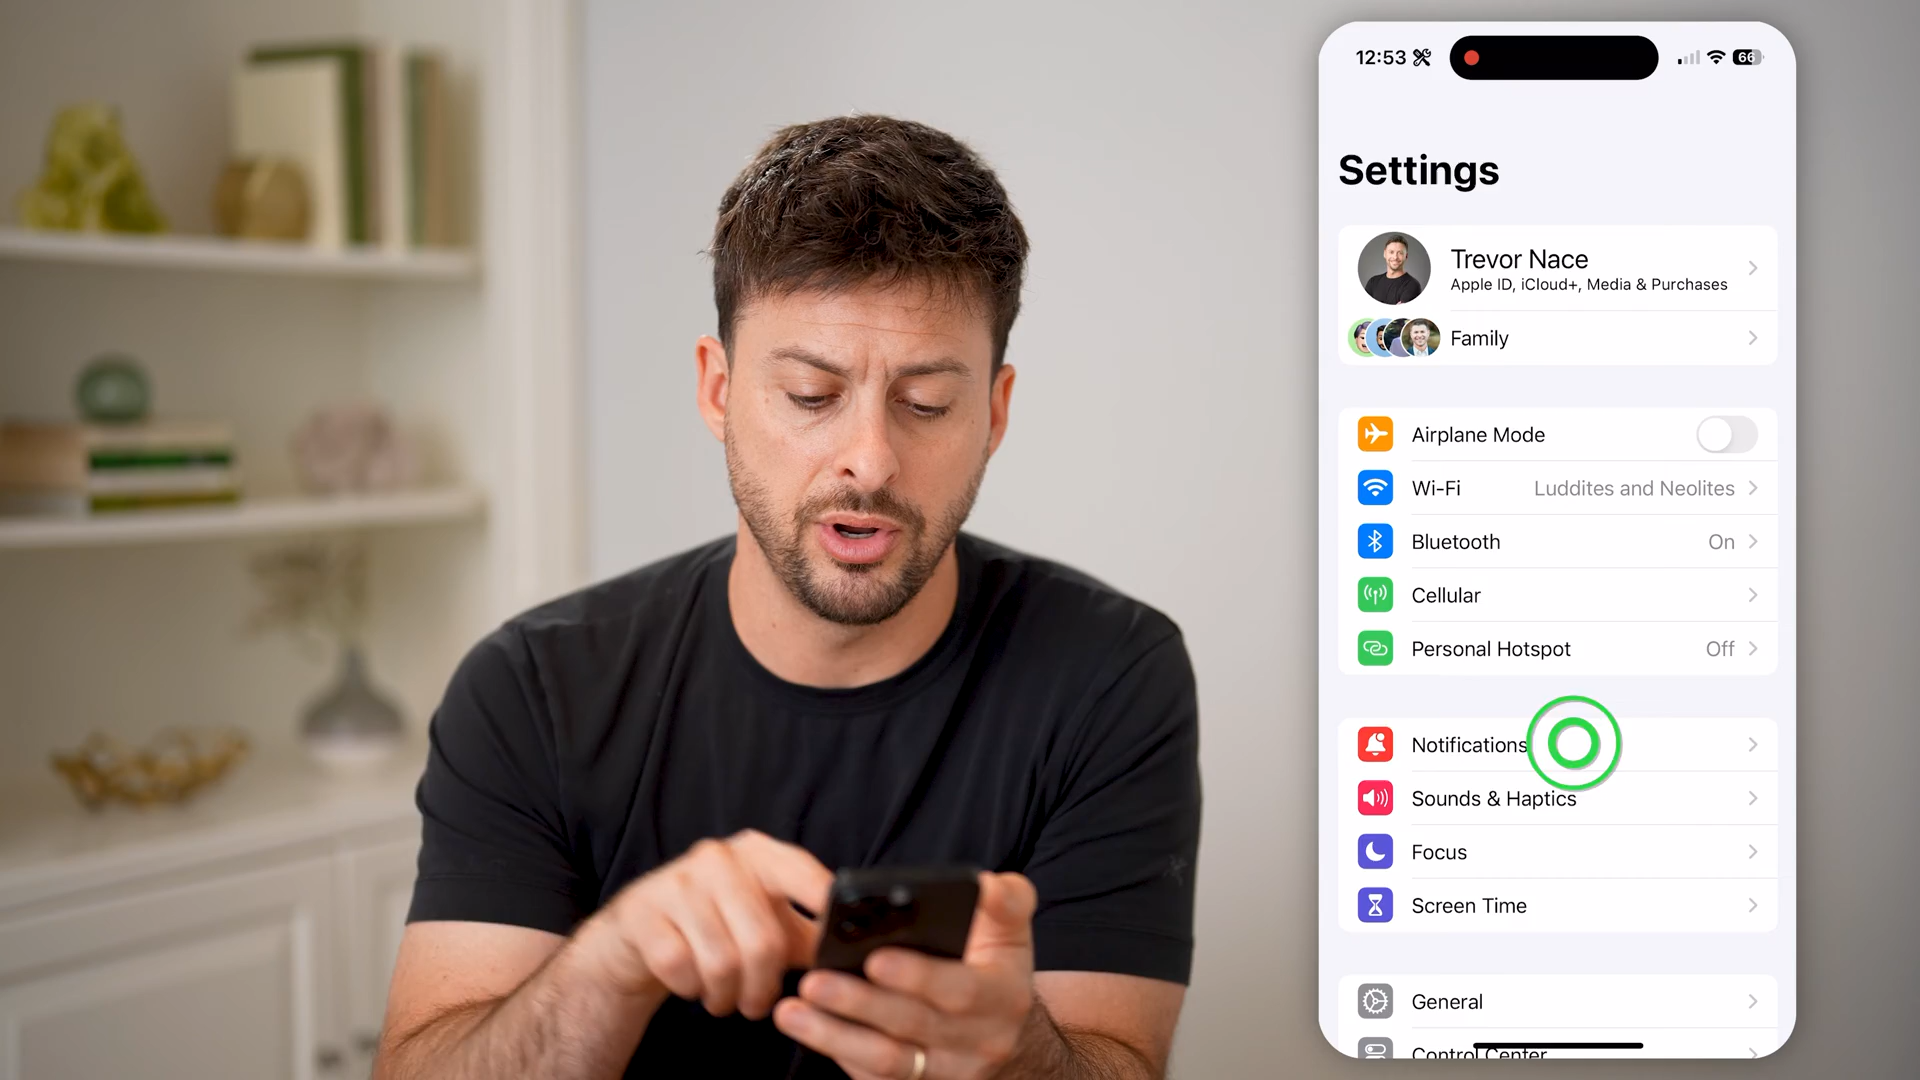 12:53
66
Settings
Trevor Nace
Apple ID, iCloud+, Media & Purchases
Family
Airplane Mode
Wi-Fi Luddites and Neolites
Bluetooth On
Cellular
Personal Hotspot Off
Notifications
Sounds & Haptics
Focus
Screen Time
General
Control Center